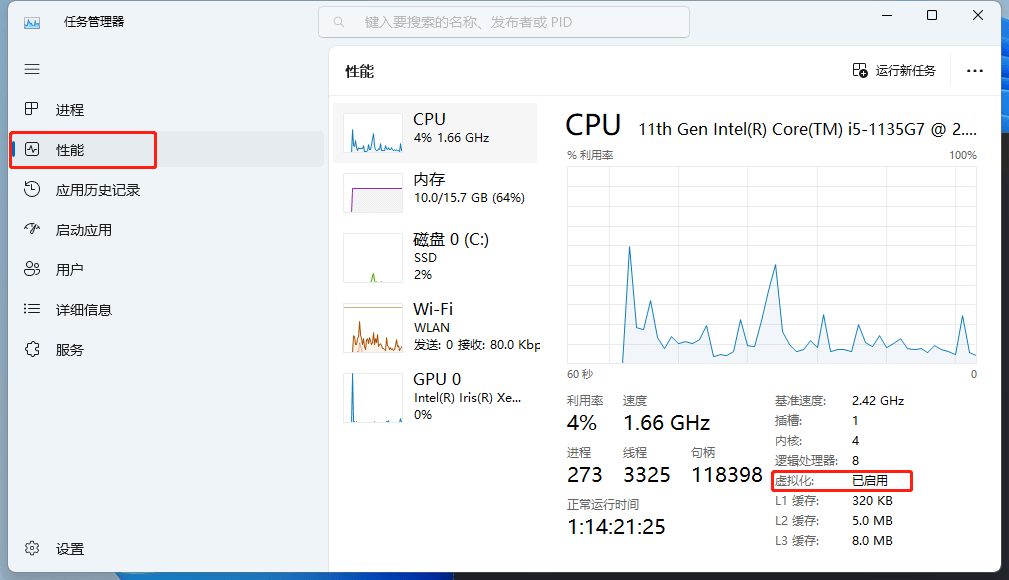 任务管理器
键入要搜索的名称、发布者或 PID
进程
性能
应用历史记录
启动应用
用户
详细信息
服务
设置
性能
运行新任务
CPU
4% 1.66 GHz
内存
10.0/15.7 GB (64%)
磁盘 0 (C:)
SSD
2%
Wi-Fi
WLAN
发送: 0 接收: 80.0 Kbp
GPU 0
Intel(R) Iris(R) Xe...
0%
CPU 11th Gen Intel(R) Core(TM) i5-1135G7 @ 2....
% 利用率 100%
60 秒 0
利用率 速度
4% 1.66 GHz
进程 线程 句柄
273 3325 118398
正常运行时间
1:14:21:25
基准速度: 2.42 GHz
插槽: 1
内核: 4
逻辑处理器: 8
虚拟化: 已启用
L1 缓存: 320 KB
L2 缓存: 5.0 MB
L3 缓存: 8.0 MB